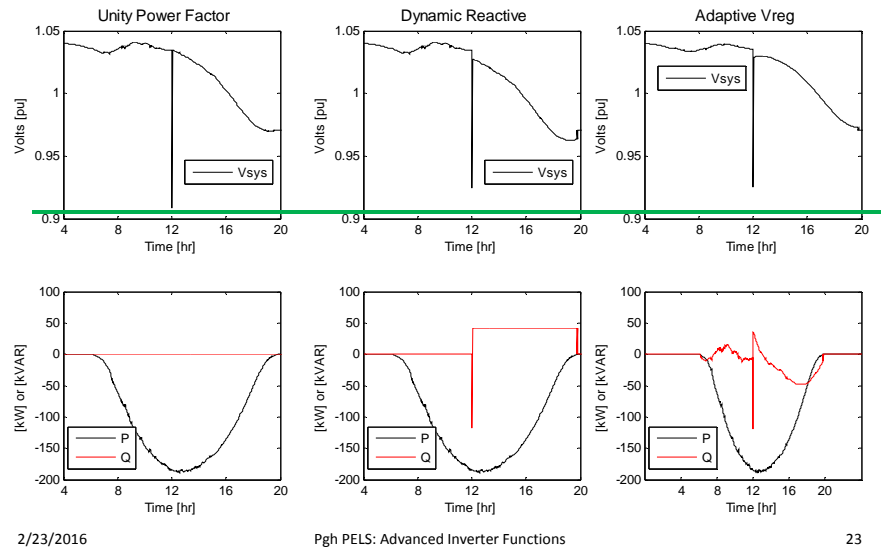 Unity Power Factor
Dynamic Reactive
Adaptive Vreg
1.05
1
0.95
0.9
Volts [pu]
Vsys
4 8 12 16 20
Time [hr]
1.05
1
0.95
0.9
Vsys
4 8 12 16 20
Time [hr]
1.05
1
0.95
0.9
Vsys
4 8 12 16 20
Time [hr]
100
50
0
-50
-100
-150
-200
[kW] or [kVAR]
P
Q
4 8 12 16 20
Time [hr]
100
50
0
-50
-100
-150
-200
[kW] or [kVAR]
P
Q
4 8 12 16 20
Time [hr]
100
50
0
-50
-100
-150
-200
[kW] or [kVAR]
P
Q
4 8 12 16 20
Time [hr]
2/23/2016
Pgh PELS: Advanced Inverter Functions
23